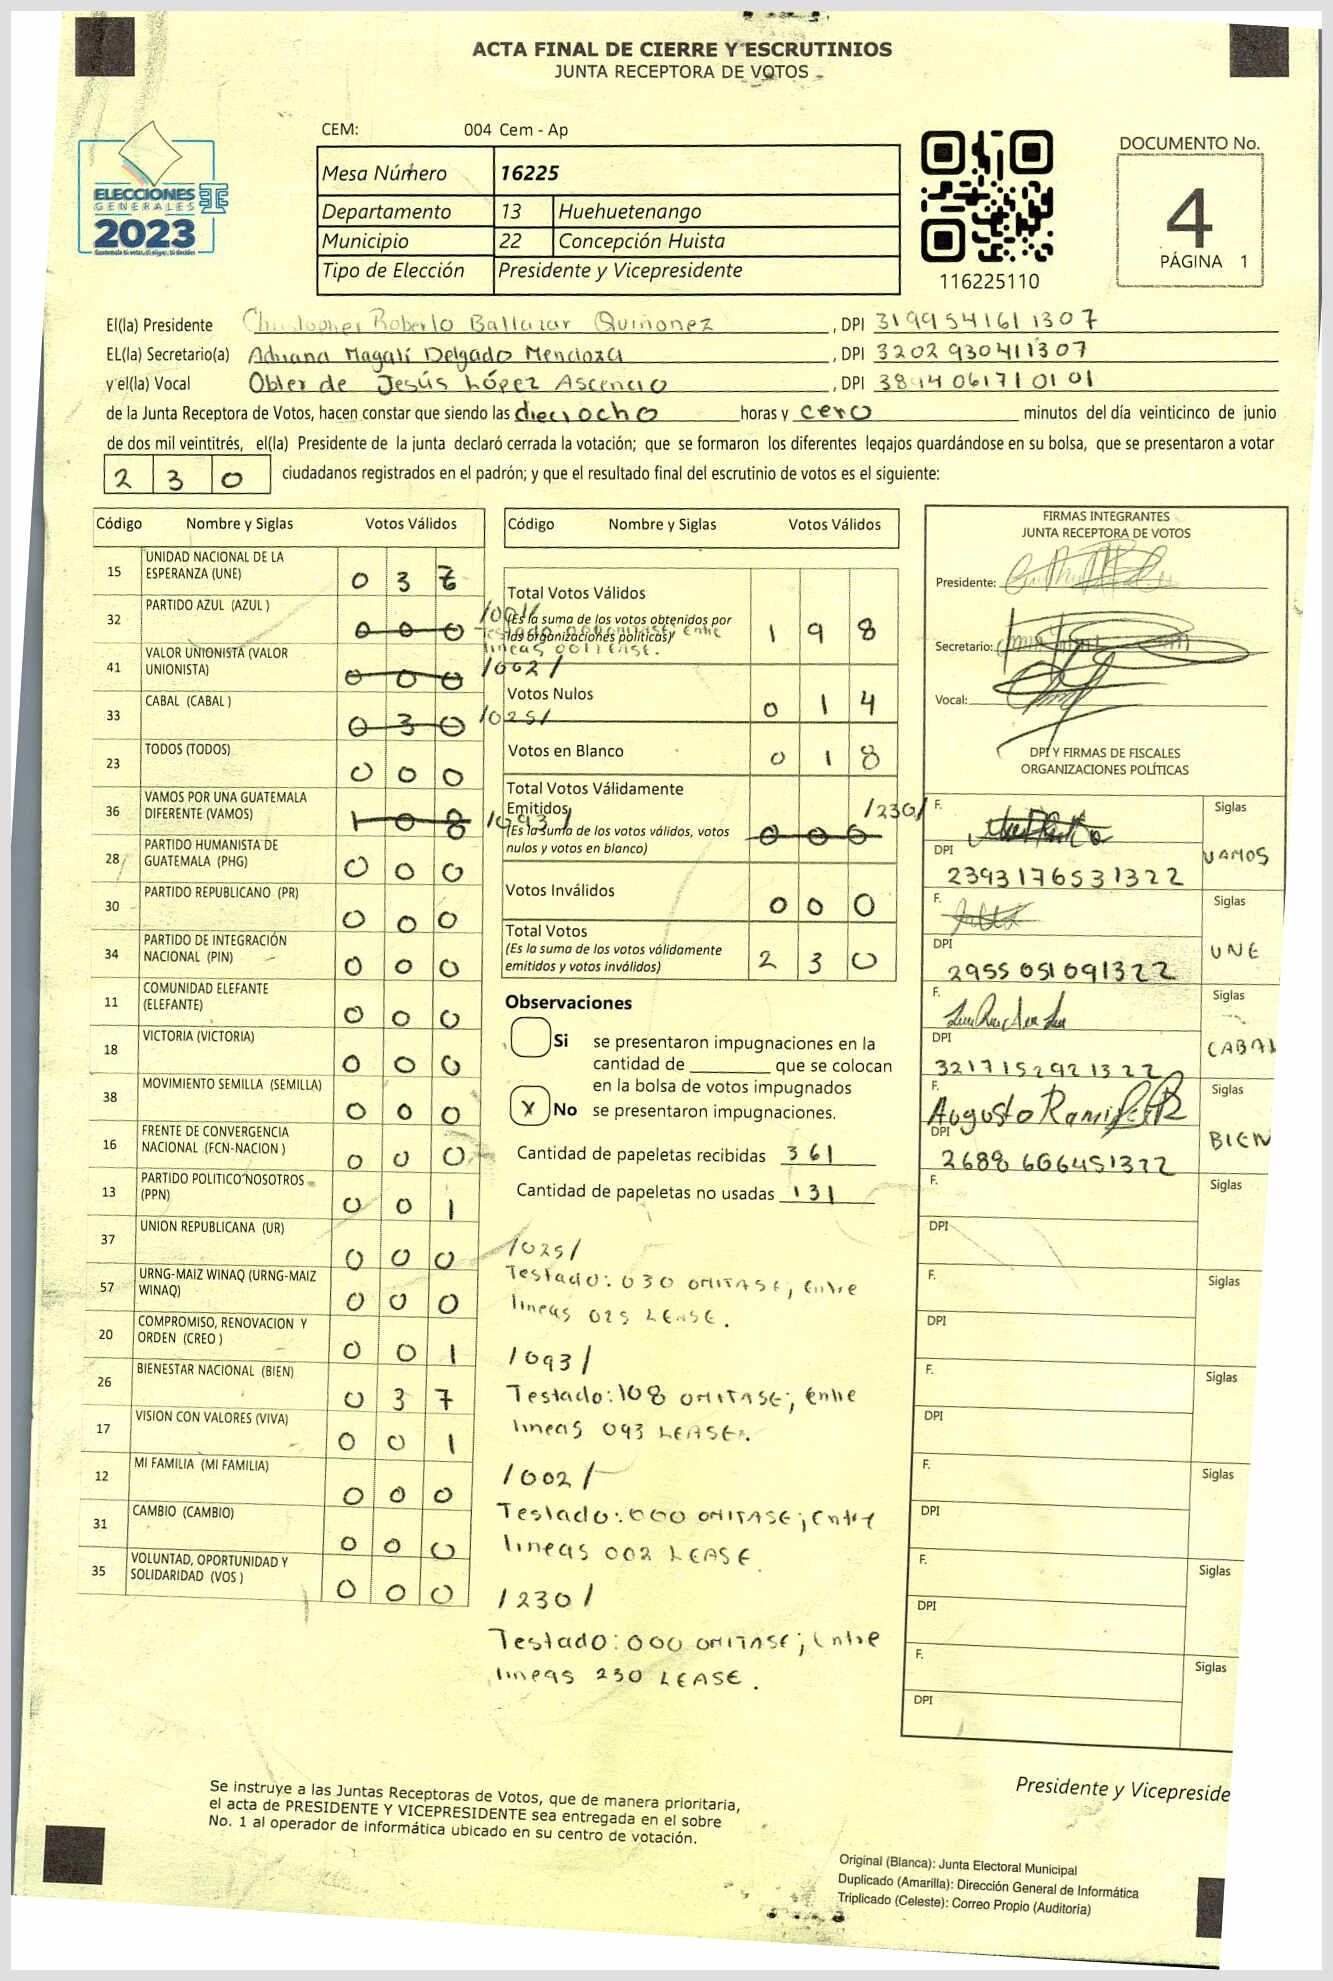 ACTA FINAL DE CIERRE Y ESCRUTINIOS
JUNTA RECEPTORA DE VOTOS
CEM: 004 Cem - Ap
ELECCIONES
GENERALES
2023
Mesa Número 16225
Departamento 13 Huehuetenango
Municipio 22 Concepción Huista
Tipo de Elección Presidente y Vicepresidente
116225110
DOCUMENTO No.
4
PÁGINA 1
El(la) Presidente Christopher Roberto Baltazar Quiñonez, DPI 3199541611307
EL(la) Secretario(a) Adriana Magalí Delgado Mendoza, DPI 3202930411307
y el(la) Vocal Obler de Jesús López Ascencio, DPI 3894061710101
de la Junta Receptora de Votos, hacen constar que siendo las dieciocho horas y cero minutos del día veinticinco de junio
de dos mil veintitrés, el(la) Presidente de la junta declaró cerrada la votación; que se formaron los diferentes legajos guardándose en su bolsa, que se presentaron a votar
230 ciudadanos registrados en el padrón; y que el resultado final del escrutinio de votos es el siguiente:
Código Nombre y Siglas Votos Válidos
15 UNIDAD NACIONAL DE LA
ESPERANZA (UNE) 0 3
32 PARTIDO AZUL (AZUL ) 0 0 0 /001/
41 VALOR UNIONISTA (VALOR
UNIONISTA) 0 0 0 /002/
33 CABAL (CABAL ) 0 3 0 /025/
23 TODOS (TODOS) 0 0 0
36 VAMOS POR UNA GUATEMALA
DIFERENTE (VAMOS) 1 0 8 /093/
28 PARTIDO HUMANISTA DE
GUATEMALA (PHG) 0 0 0
30 PARTIDO REPUBLICANO (PR) 0 0 0
34 PARTIDO DE INTEGRACIÓN
NACIONAL (PIN) 0 0 0
11 COMUNIDAD ELEFANTE
(ELEFANTE) 0 0 0
18 VICTORIA (VICTORIA) 0 0 0
38 MOVIMIENTO SEMILLA (SEMILLA) 0 0 0
16 FRENTE DE CONVERGENCIA
NACIONAL (FCN-NACION ) 0 0 0
13 PARTIDO POLITICO NOSOTROS
(PPN) 0 0 1
37 UNION REPUBLICANA (UR) 0 0 0
57 URNG-MAIZ WINAQ (URNG-MAIZ
WINAQ) 0 0 0
20 COMPROMISO, RENOVACION Y
ORDEN (CREO ) 0 0 1
26 BIENESTAR NACIONAL (BIEN) 0 3 7
17 VISION CON VALORES (VIVA) 0 0 1
12 MI FAMILIA (MI FAMILIA) 0 0 0
31 CAMBIO (CAMBIO) 0 0 0
35 VOLUNTAD, OPORTUNIDAD Y
SOLIDARIDAD (VOS ) 0 0 0
Código Nombre y Siglas Votos Válidos
Total Votos Válidos
(Es la suma de los votos obtenidos por
las organizaciones políticas) 1 9 8
Testado: 000 OMITASE; Entre
lineas 001 LEASE.
Votos Nulos 0 1 4
Votos en Blanco 0 1 8
Total Votos Válidamente
Emitidos /230/
(Es la suma de los votos válidos, votos
nulos y votos en blanco) 0 0 0
Votos Inválidos 0 0 0
Total Votos
(Es la suma de los votos válidamente
emitidos y votos inválidos) 2 3 0
Observaciones
Si se presentaron impugnaciones en la
cantidad de ________ que se colocan
en la bolsa de votos impugnados
X No se presentaron impugnaciones.
Cantidad de papeletas recibidas 361
Cantidad de papeletas no usadas 131
/025/
Testado: 030 OMITASE; Entre
lineas 025 LEASE.
/093/
Testado: 108 OMITASE; Entre
lineas 093 LEASE.
/002/
Testado: 000 OMITASE; Entre
lineas 002 LEASE.
/230/
Testado: 000 OMITASE; Entre
lineas 230 LEASE.
FIRMAS INTEGRANTES
JUNTA RECEPTORA DE VOTOS
Presidente:
Secretario:
Vocal:
DPI Y FIRMAS DE FISCALES
ORGANIZACIONES POLÍTICAS
F. Siglas
DPI 2393176531322 VAMOS
F. Siglas
DPI 2955051091322 UNE
F. Siglas
DPI 3217152921322 CABAL
F. Augusto Ramirez Siglas
DPI 2688606451322 BIEN
F. Siglas
DPI
F. Siglas
DPI
F. Siglas
DPI
F. Siglas
DPI
F. Siglas
DPI
F. Siglas
DPI
Presidente y Vicepreside
Se instruye a las Juntas Receptoras de Votos, que de manera prioritaria,
el acta de PRESIDENTE Y VICEPRESIDENTE sea entregada en el sobre
No. 1 al operador de informática ubicado en su centro de votación.
Original (Blanca): Junta Electoral Municipal
Duplicado (Amarilla): Dirección General de Informática
Triplicado (Celeste): Correo Propio (Auditoría)